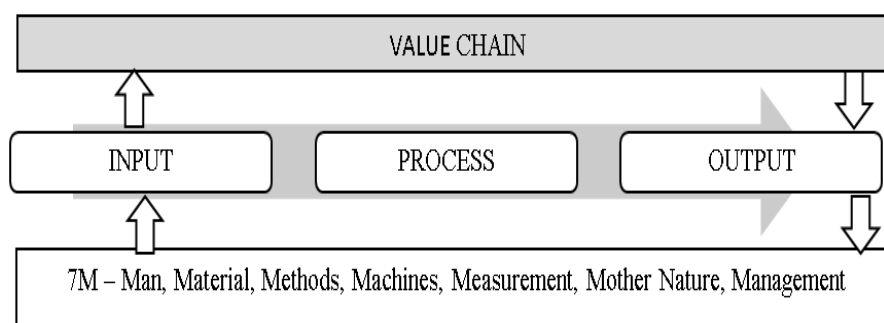 VALUE CHAIN
INPUT
PROCESS
OUTPUT
7M – Man, Material, Methods, Machines, Measurement, Mother Nature, Management